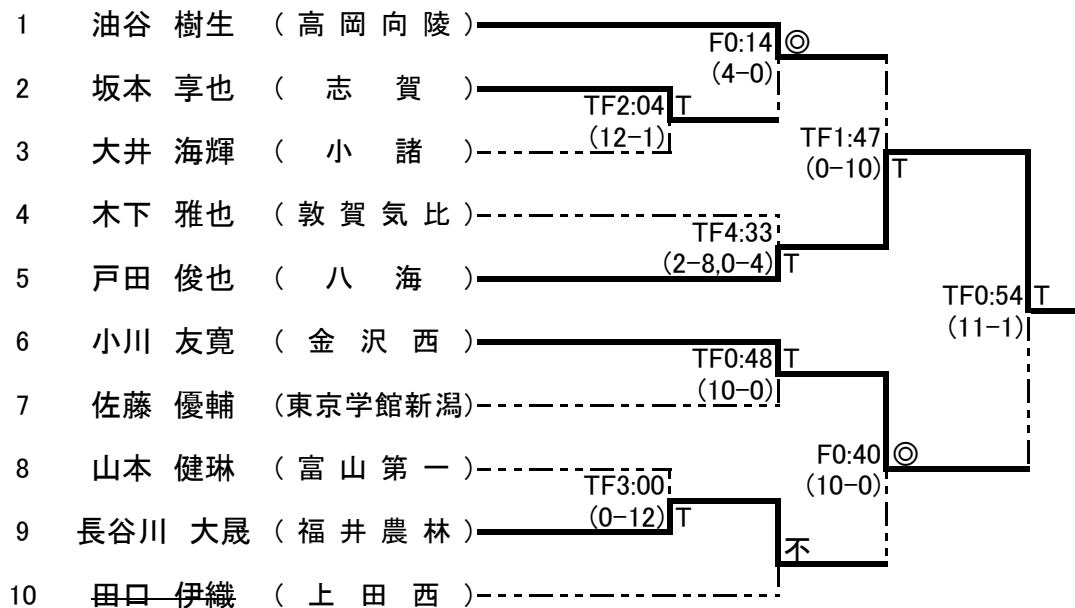 1 油谷 樹生 (高岡向陵)
F0:14 ◎
(4-0)
2 坂本 享也 (志賀)
TF2:04 T
(12-1)
3 大井 海輝 (小諸)
TF1:47
(0-10) T
4 木下 雅也 (敦賀気比)
TF4:33
(2-8,0-4) T
5 戸田 俊也 (八海)
TF0:54 T
(11-1)
6 小川 友寛 (金沢西)
TF0:48 T
(10-0)
7 佐藤 優輔 (東京学館新潟)
8 山本 健琳 (富山第一)
F0:40 ◎
(10-0)
TF3:00
(0-12) T
9 長谷川 大晟 (福井農林)
不
10 田口 伊織 (上田西)